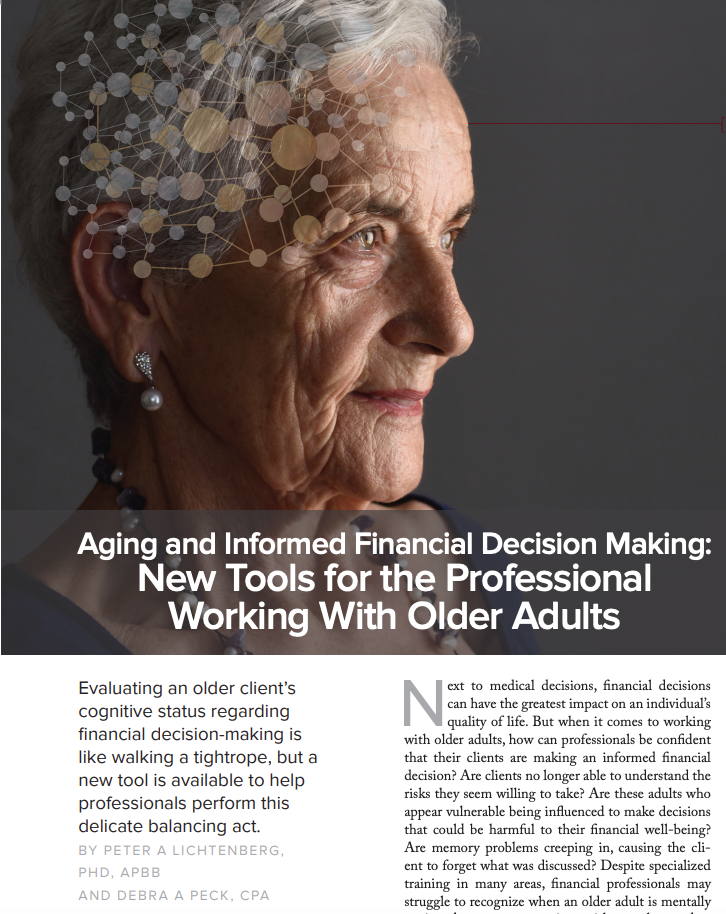 Aging and Informed Financial Decision Making:
New Tools for the Professional
Working With Older Adults
Evaluating an older client’s
cognitive status regarding
financial decision-making is
like walking a tightrope, but a
new tool is available to help
professionals perform this
delicate balancing act.
BY PETER A LICHTENBERG,
PHD, APBB
AND DEBRA A PECK, CPA
Next to medical decisions, financial decisions
can have the greatest impact on an individual’s
quality of life. But when it comes to working
with older adults, how can professionals be confident
that their clients are making an informed financial
decision? Are clients no longer able to understand the
risks they seem willing to take? Are these adults who
appear vulnerable being influenced to make decisions
that could be harmful to their financial well-being?
Are memory problems creeping in, causing the cli-
ent to forget what was discussed? Despite specialized
training in many areas, financial professionals may
struggle to recognize when an older adult is mentally